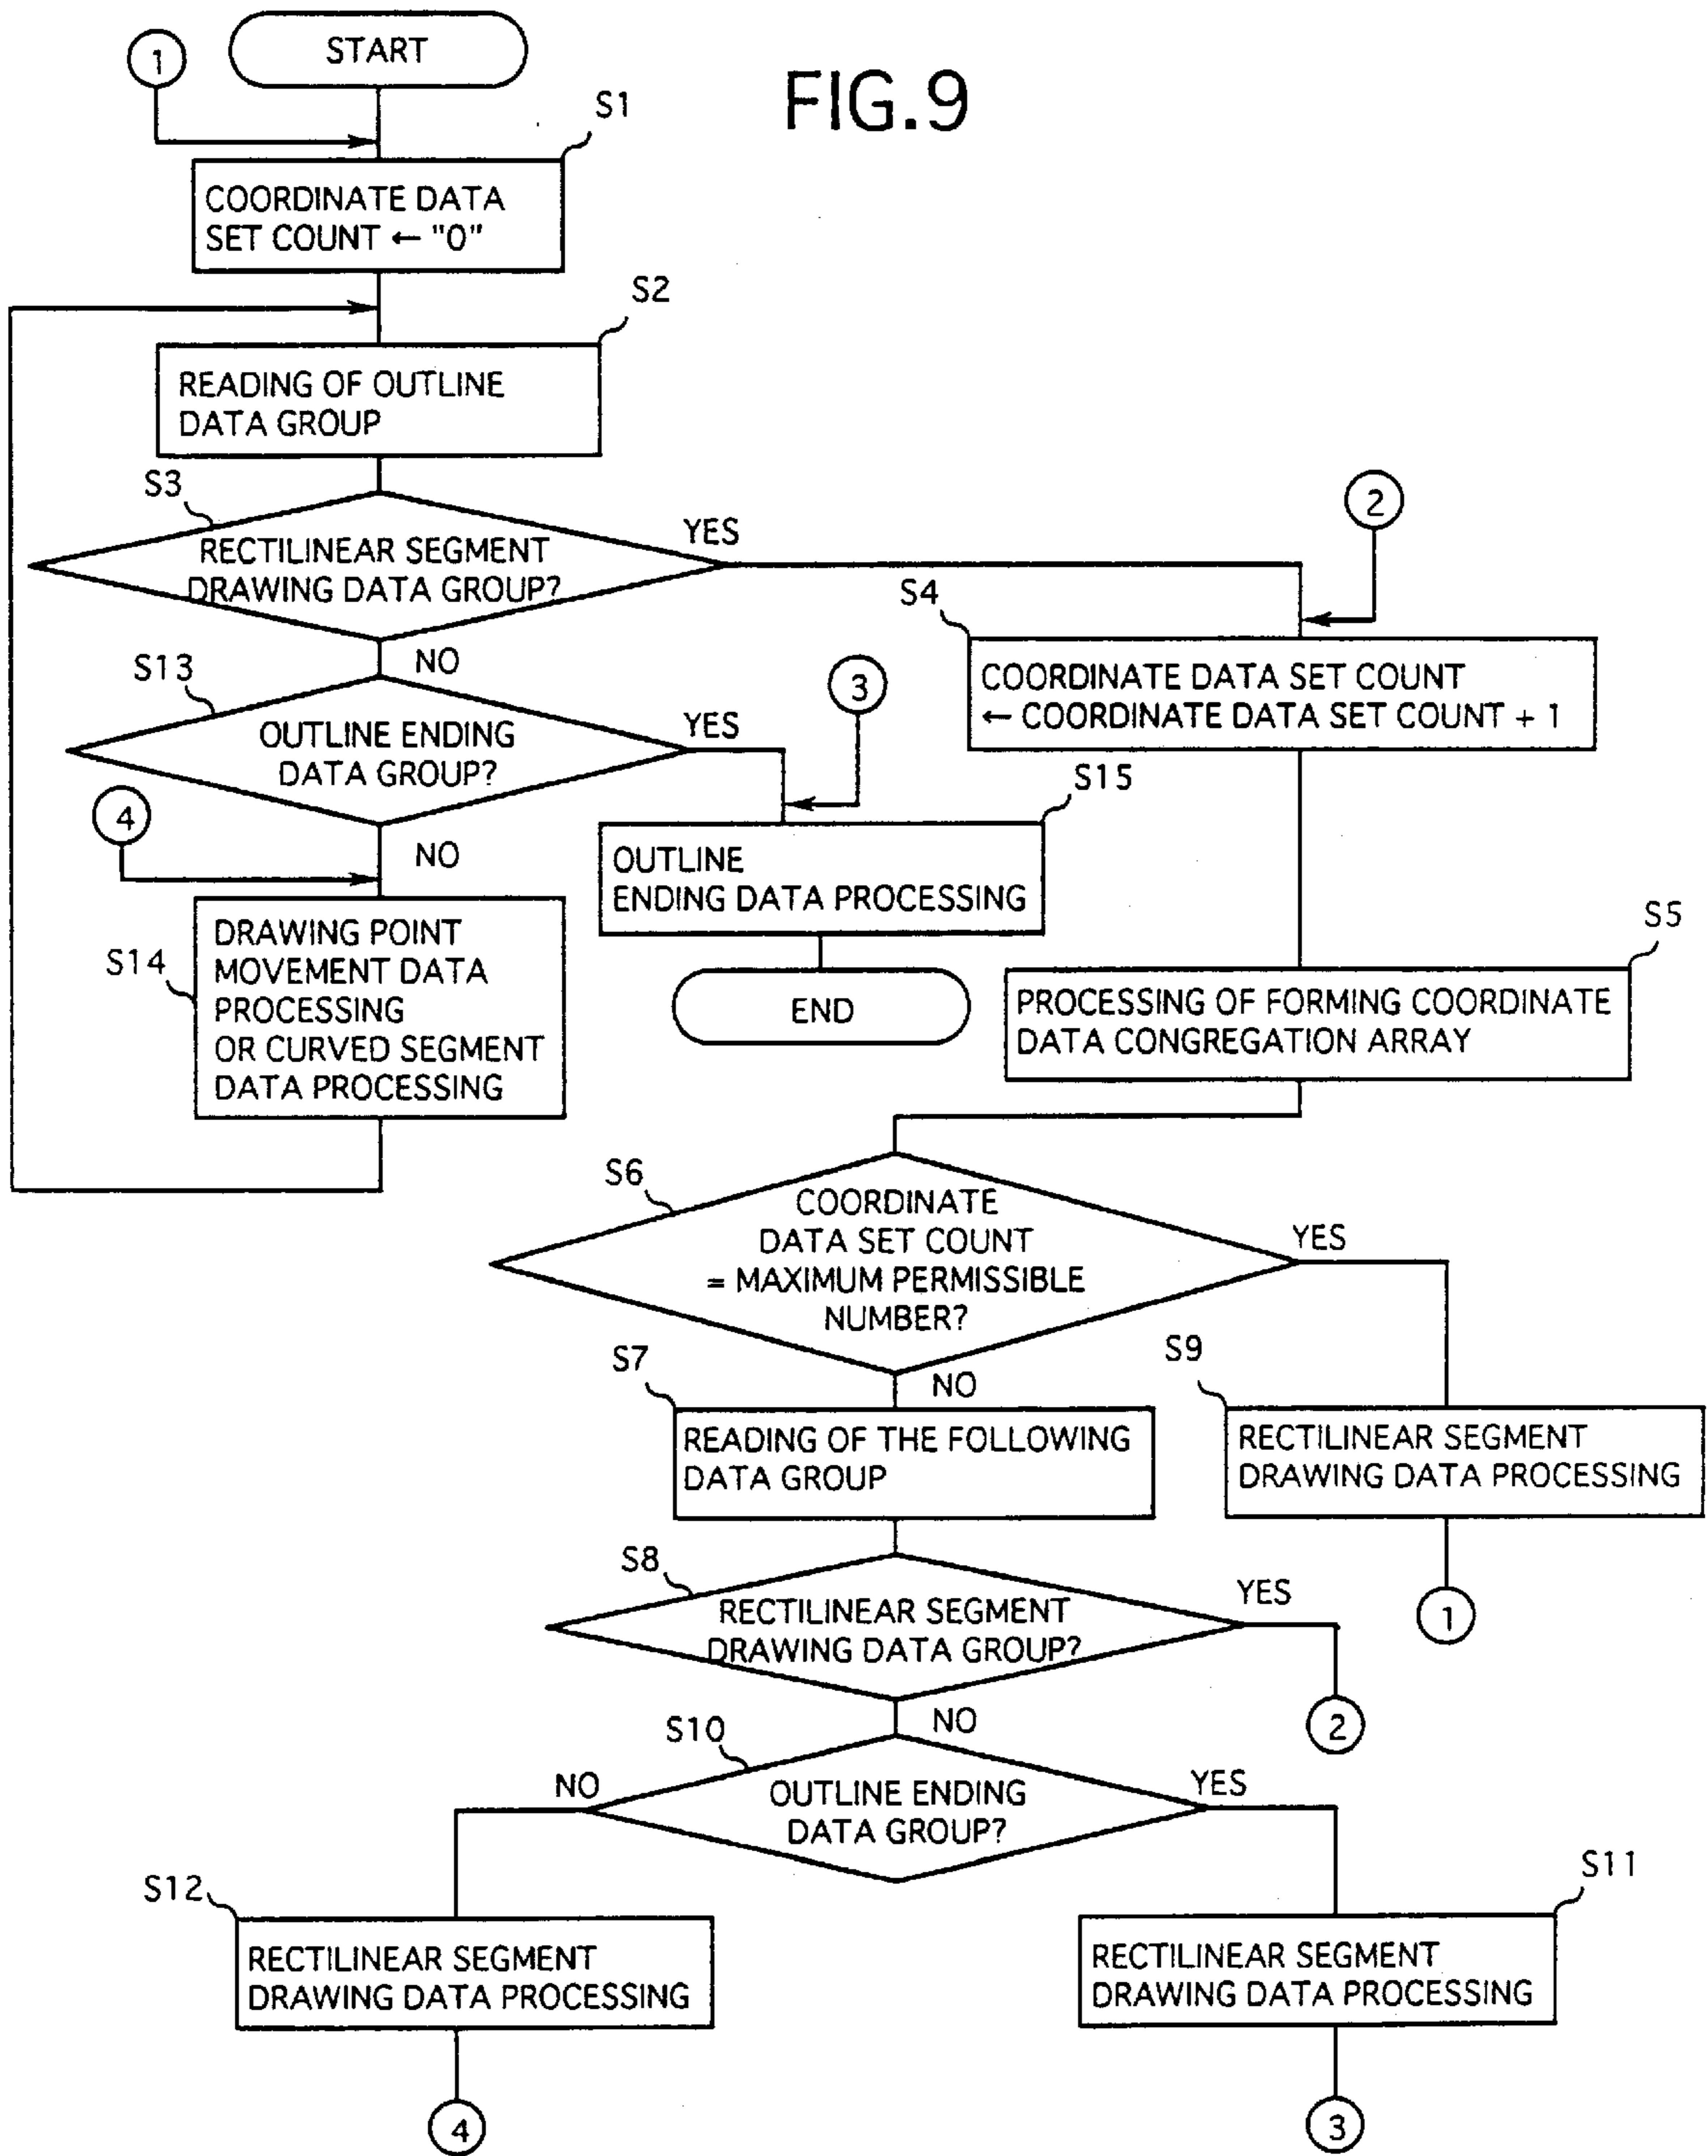 1
START
FIG.9
S1
COORDINATE DATA
SET COUNT ← "0"
S2
READING OF OUTLINE
DATA GROUP
S3
RECTILINEAR SEGMENT
DRAWING DATA GROUP?
YES
2
NO
S4
COORDINATE DATA SET COUNT
← COORDINATE DATA SET COUNT + 1
S13
OUTLINE ENDING
DATA GROUP?
YES
3
NO
4
S15
OUTLINE
ENDING DATA PROCESSING
END
S14
DRAWING POINT
MOVEMENT DATA
PROCESSING
OR CURVED SEGMENT
DATA PROCESSING
S5
PROCESSING OF FORMING COORDINATE
DATA CONGREGATION ARRAY
S6
COORDINATE
DATA SET COUNT
= MAXIMUM PERMISSIBLE
NUMBER?
YES
NO
S7
READING OF THE FOLLOWING
DATA GROUP
S9
RECTILINEAR SEGMENT
DRAWING DATA PROCESSING
1
S8
RECTILINEAR SEGMENT
DRAWING DATA GROUP?
YES
2
NO
S10
OUTLINE ENDING
DATA GROUP?
NO
YES
S12
RECTILINEAR SEGMENT
DRAWING DATA PROCESSING
4
S11
RECTILINEAR SEGMENT
DRAWING DATA PROCESSING
3